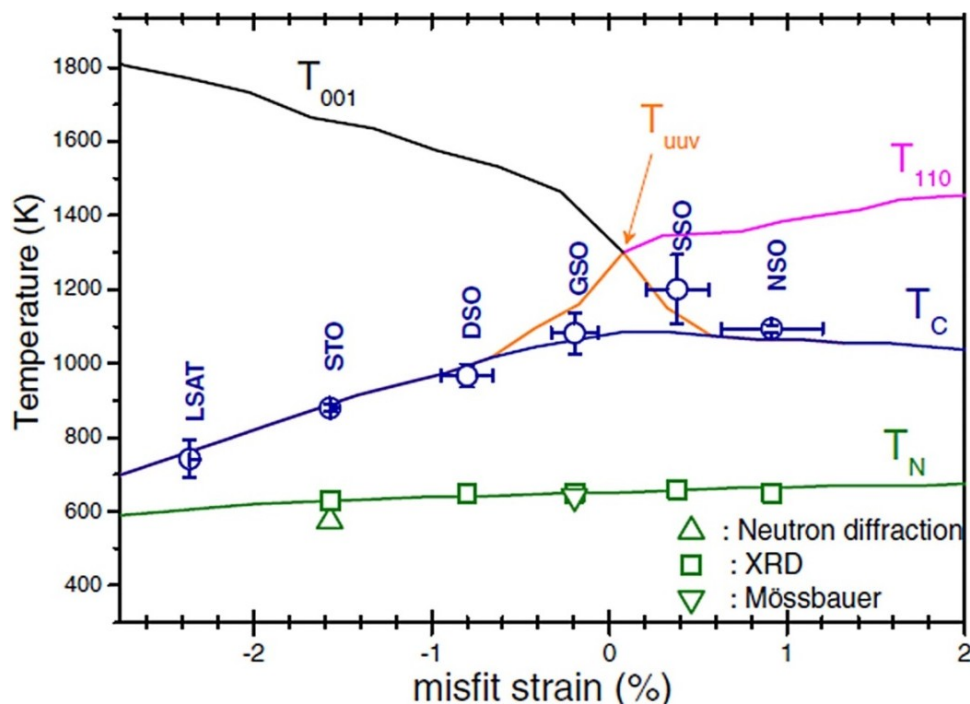 1800
1600
1400
1200
1000
800
600
400
Temperature (K)
T001
Tuuv
T110
TC
TN
LSAT
STO
DSO
GSO
SSO
NSO
△ : Neutron diffraction
□ : XRD
▽ : Mössbauer
-2 -1 0 1 2
misfit strain (%)